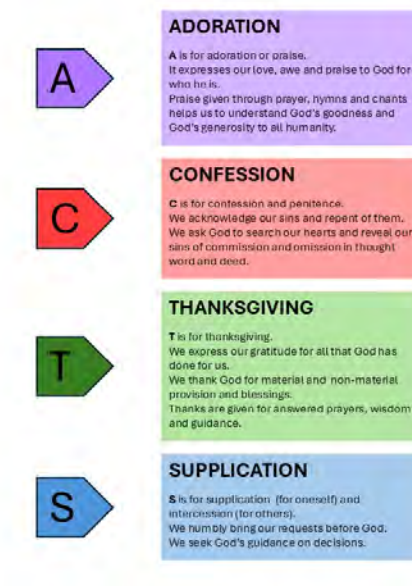 A
ADORATION
A is for adoration or praise.
It expresses our love, awe and praise to God for
who he is.
Praise given through prayer, hymns and chants
helps us to understand God's goodness and
God's generosity to all humanity.
C
CONFESSION
C is for confession and penitence.
We acknowledge our sins and repent of them.
We ask God to search our hearts and reveal our
sins of commission and omission in thought
word and deed.
T
THANKSGIVING
T is for thanksgiving.
We express our gratitude for all that God has
done for us.
We thank God for material and non-material
provision and blessings.
Thanks are given for answered prayers, wisdom
and guidance.
S
SUPPLICATION
S is for supplication (for oneself) and
intercession (for others).
We humbly bring our requests before God.
We seek God's guidance on decisions.